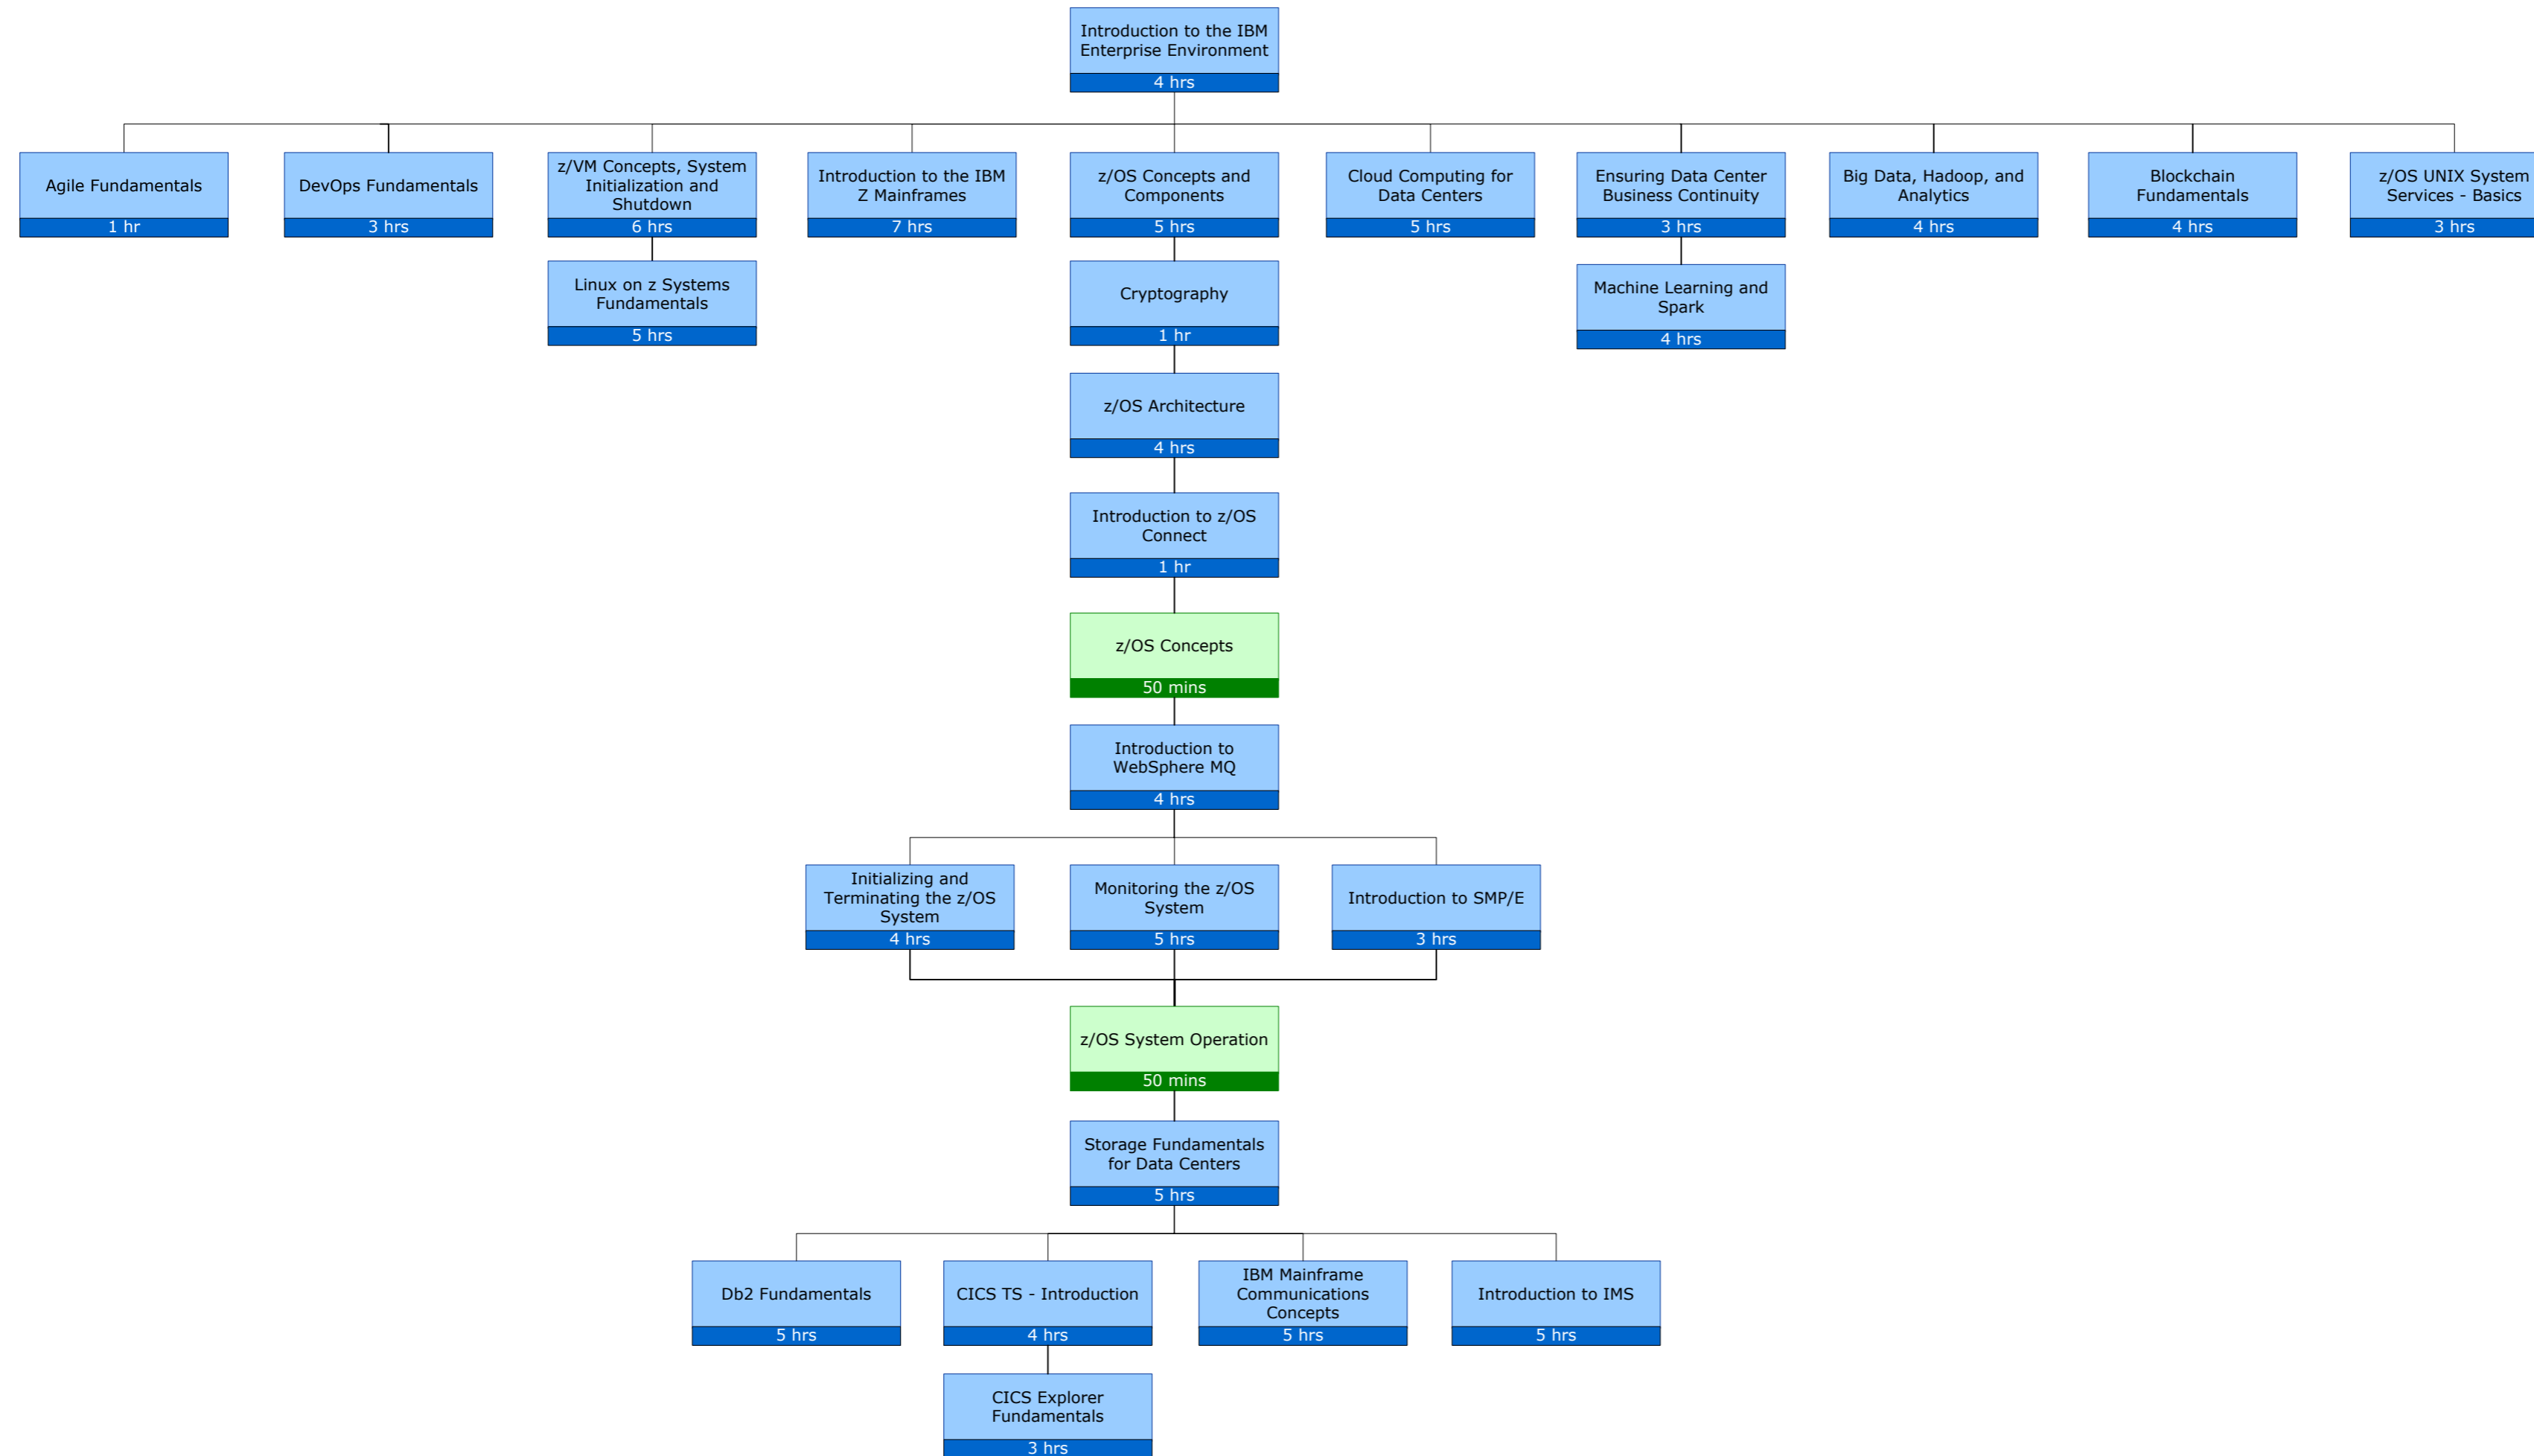 Introduction to the IBM
Enterprise Environment
4 hrs
Agile Fundamentals
1 hr
DevOps Fundamentals
3 hrs
z/VM Concepts, System
Initialization and
Shutdown
6 hrs
Introduction to the IBM
Z Mainframes
7 hrs
z/OS Concepts and
Components
5 hrs
Cloud Computing for
Data Centers
5 hrs
Ensuring Data Center
Business Continuity
3 hrs
Big Data, Hadoop, and
Analytics
4 hrs
Blockchain
Fundamentals
4 hrs
z/OS UNIX System
Services - Basics
3 hrs
Linux on z Systems
Fundamentals
5 hrs
Cryptography
1 hr
Machine Learning and
Spark
4 hrs
z/OS Architecture
4 hrs
Introduction to z/OS
Connect
1 hr
z/OS Concepts
50 mins
Introduction to
WebSphere MQ
4 hrs
Initializing and
Terminating the z/OS
System
4 hrs
Monitoring the z/OS
System
5 hrs
Introduction to SMP/E
3 hrs
z/OS System Operation
50 mins
Storage Fundamentals
for Data Centers
5 hrs
Db2 Fundamentals
5 hrs
CICS TS - Introduction
4 hrs
IBM Mainframe
Communications
Concepts
5 hrs
Introduction to IMS
5 hrs
CICS Explorer
Fundamentals
3 hrs